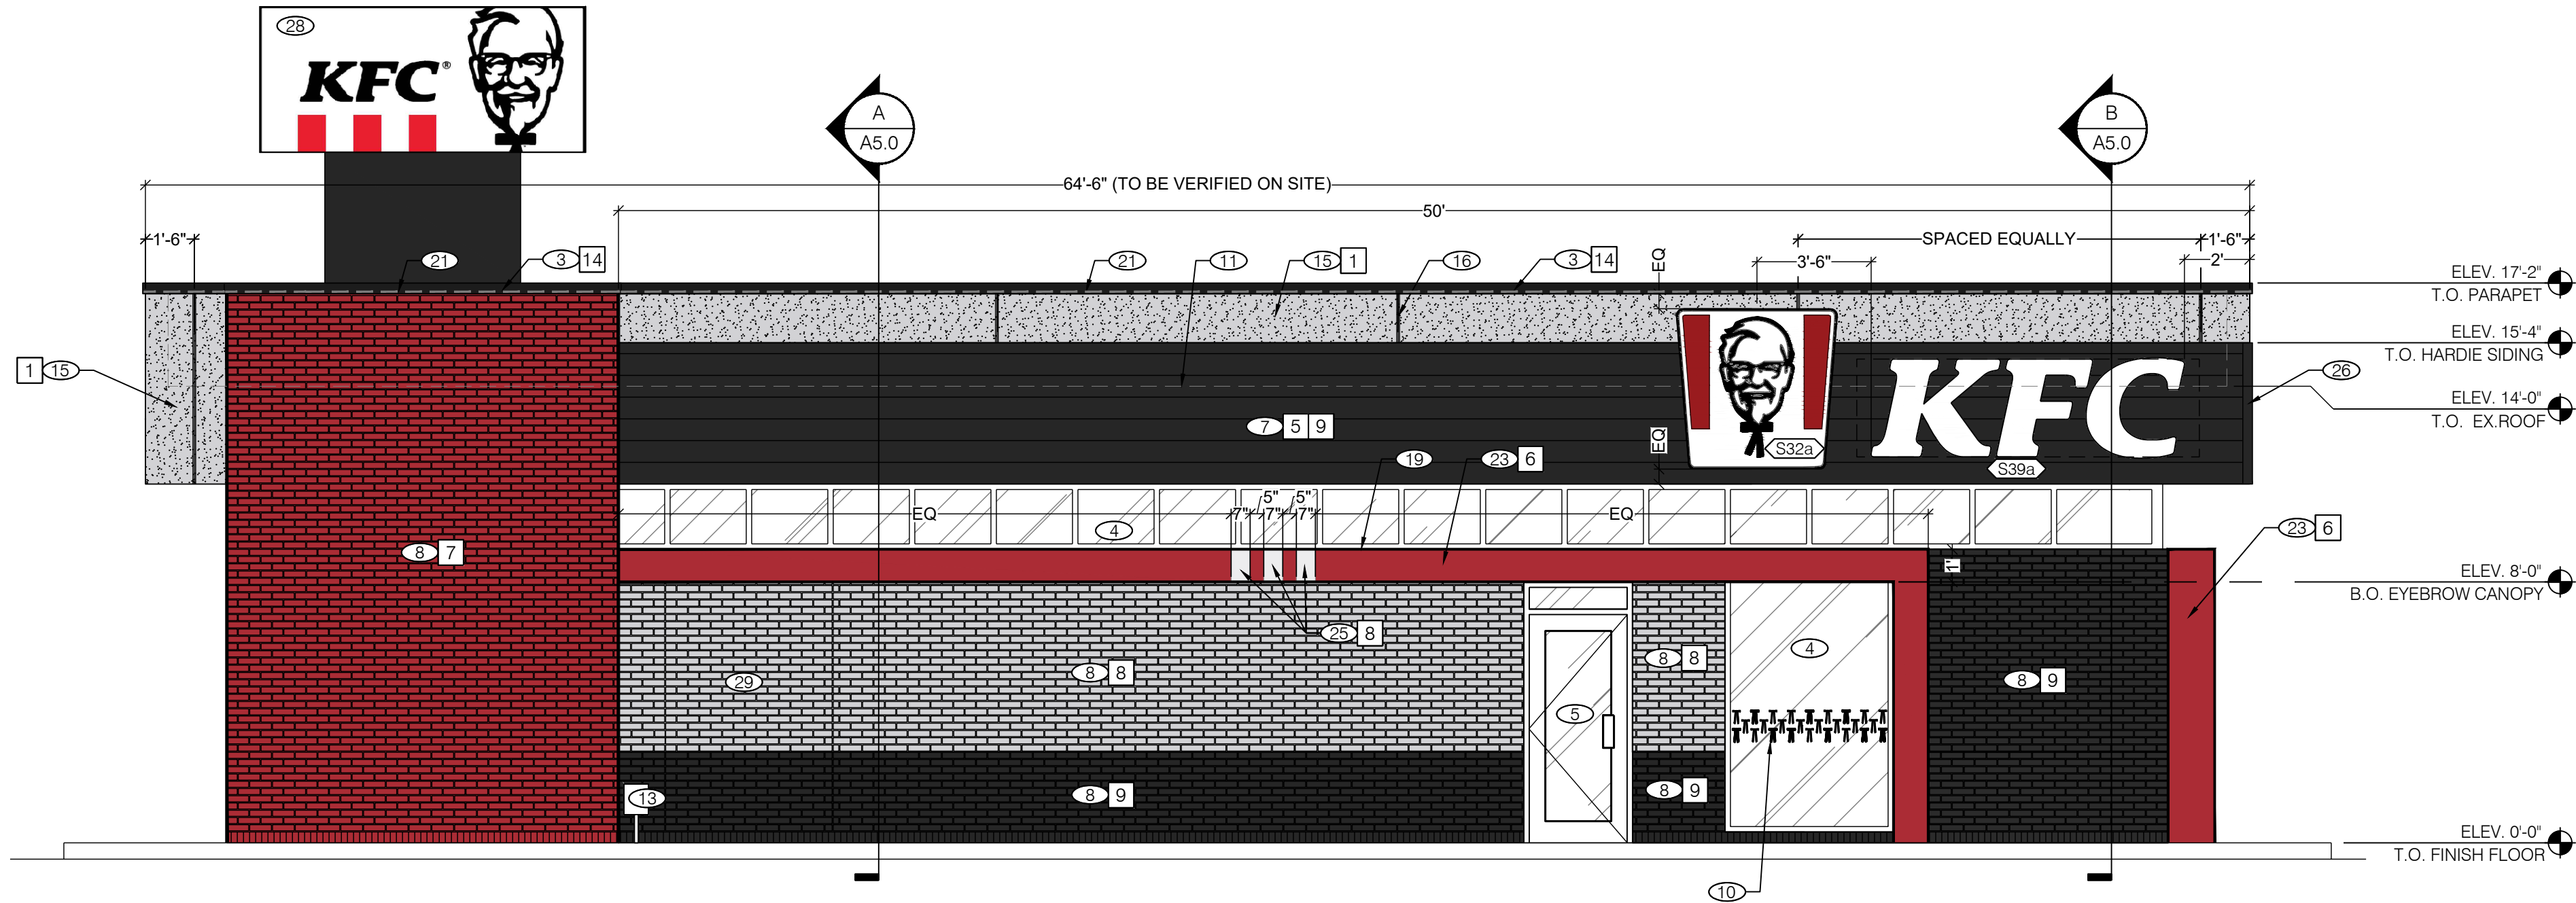 28
KFC®
A
A5.0
B
A5.0
64'-6" (TO BE VERIFIED ON SITE)
50'
1'-6"
SPACED EQUALLY
1'-6"
3'-6"
2'
21
3 14
21
11
15 1
16
3 14
EQ
ELEV. 17'-2"
T.O. PARAPET
ELEV. 15'-4"
T.O. HARDIE SIDING
1 15
26
KFC
ELEV. 14'-0"
T.O. EX.ROOF
7 5 9
EQ
S32a
S39a
19
23 6
5" 5"
EQ
7" 7" 7"
EQ
4
23 6
8 7
1'
ELEV. 8'-0"
B.O. EYEBROW CANOPY
25 8
4
8 8
8 8
29
8 9
5
13
8 9
8 9
ELEV. 0'-0"
T.O. FINISH FLOOR
10